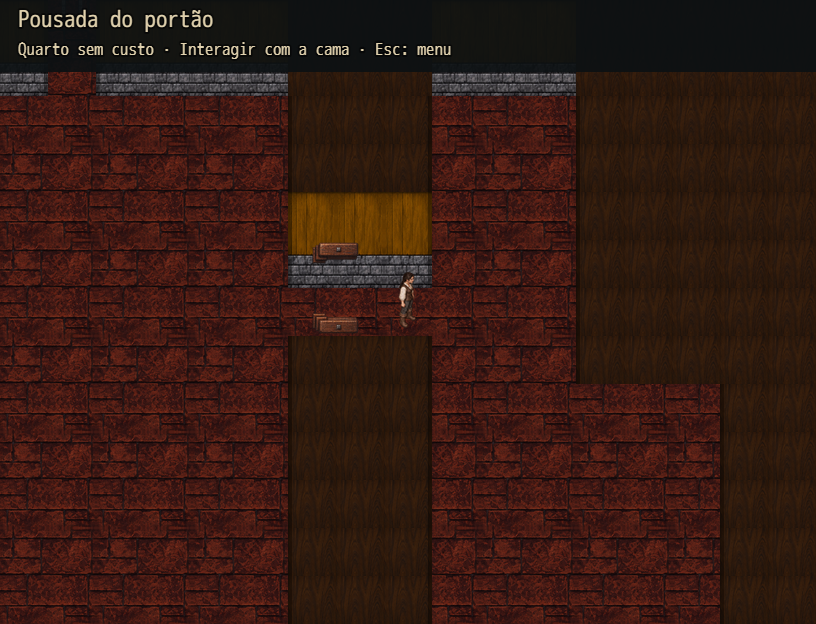 Pousada do portão
Quarto sem custo · Interagir com a cama · Esc: menu